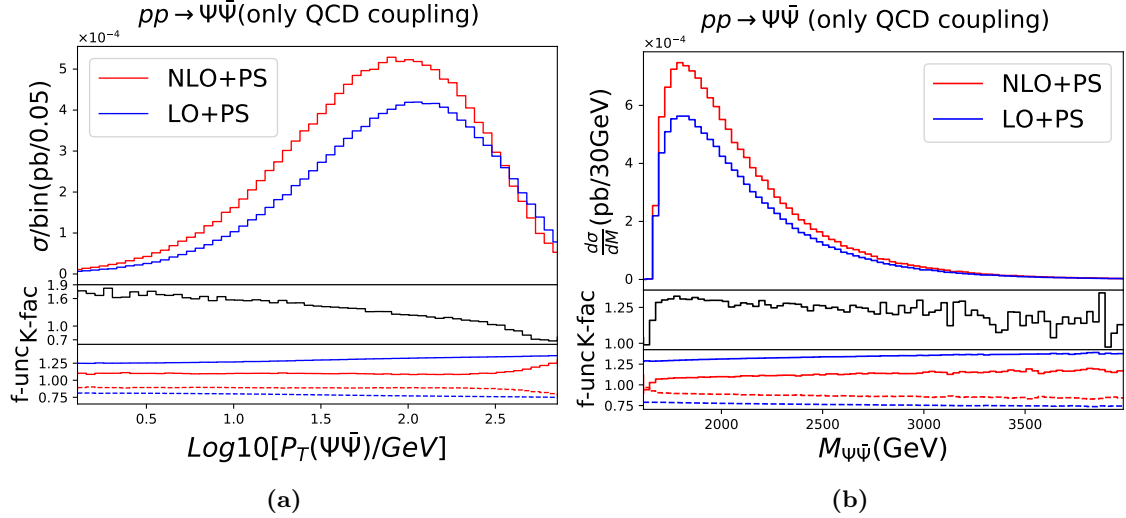 pp → ΨΨ̄(only QCD coupling)
×10⁻⁴
NLO+PS
LO+PS
σ/bin(pb/0.05)
5
4
3
2
1
0
K-fac
1.9
1.6
1.0
0.7
f-unc
1.25
1.00
0.75
0.5
1.0
1.5
2.0
2.5
Log10[P_T(ΨΨ̄)/GeV]
(a)
pp → ΨΨ̄ (only QCD coupling)
×10⁻⁴
NLO+PS
LO+PS
dσ/dM(pb/30GeV)
6
4
2
0
K-fac
1.25
1.00
f-unc
1.25
1.00
0.75
2000
2500
3000
3500
M_ΨΨ̄(GeV)
(b)